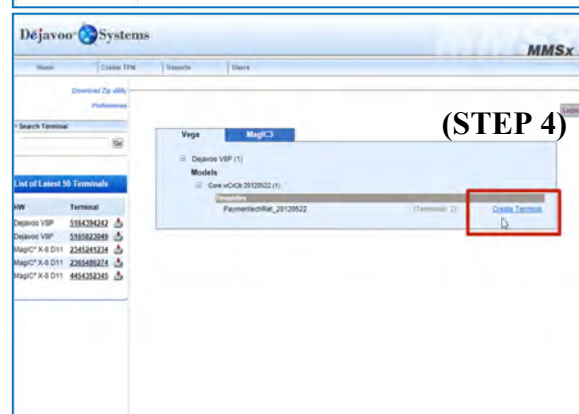 Déjavoo Systems
MMSx
Home Create TPN Reports Users
Download Zip utility
Preferences
Search Terminal
Go
(STEP 4)
Vega MagIC3
Dejavoo V8P (1)
Models
Core vcrCb 20120522 (1)
Templates
PaymentechRet_20120522 (Terminal: 2) Create Terminal
List of Latest 50 Terminals
HW Terminal
Dejavoo V8P 5164394242
Dejavoo V8P 5165823049
MagIC³ X-8 D11 2345241234
MagIC³ X-8 D11 2365486274
MagIC³ X-8 D11 4454352345